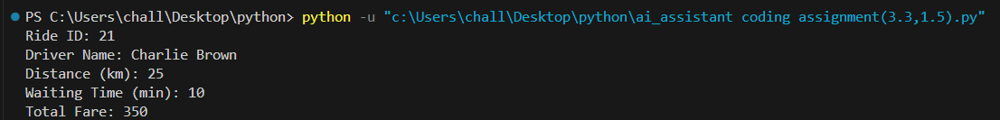 PS C:\Users\chall\Desktop\python> python -u "c:\Users\chall\Desktop\python\ai_assistant coding assignment(3.3,1.5).py"
Ride ID: 21
Driver Name: Charlie Brown
Distance (km): 25
Waiting Time (min): 10
Total Fare: 350